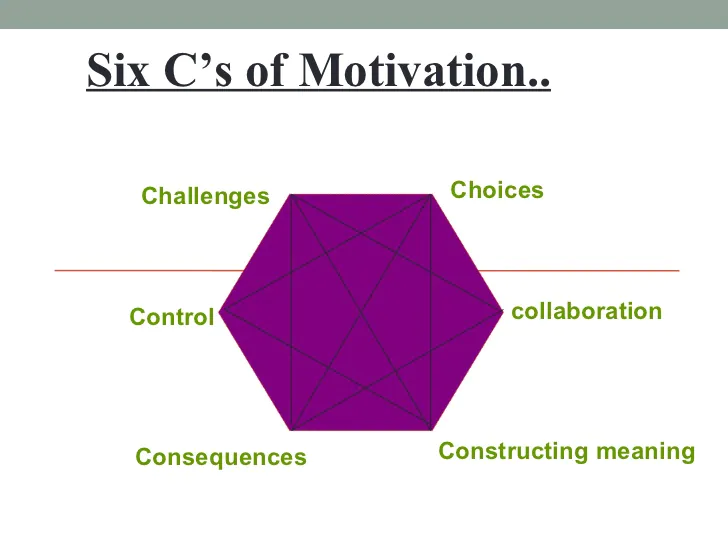 Six C’s of Motivation..
Challenges
Choices
Control
collaboration
Consequences
Constructing meaning